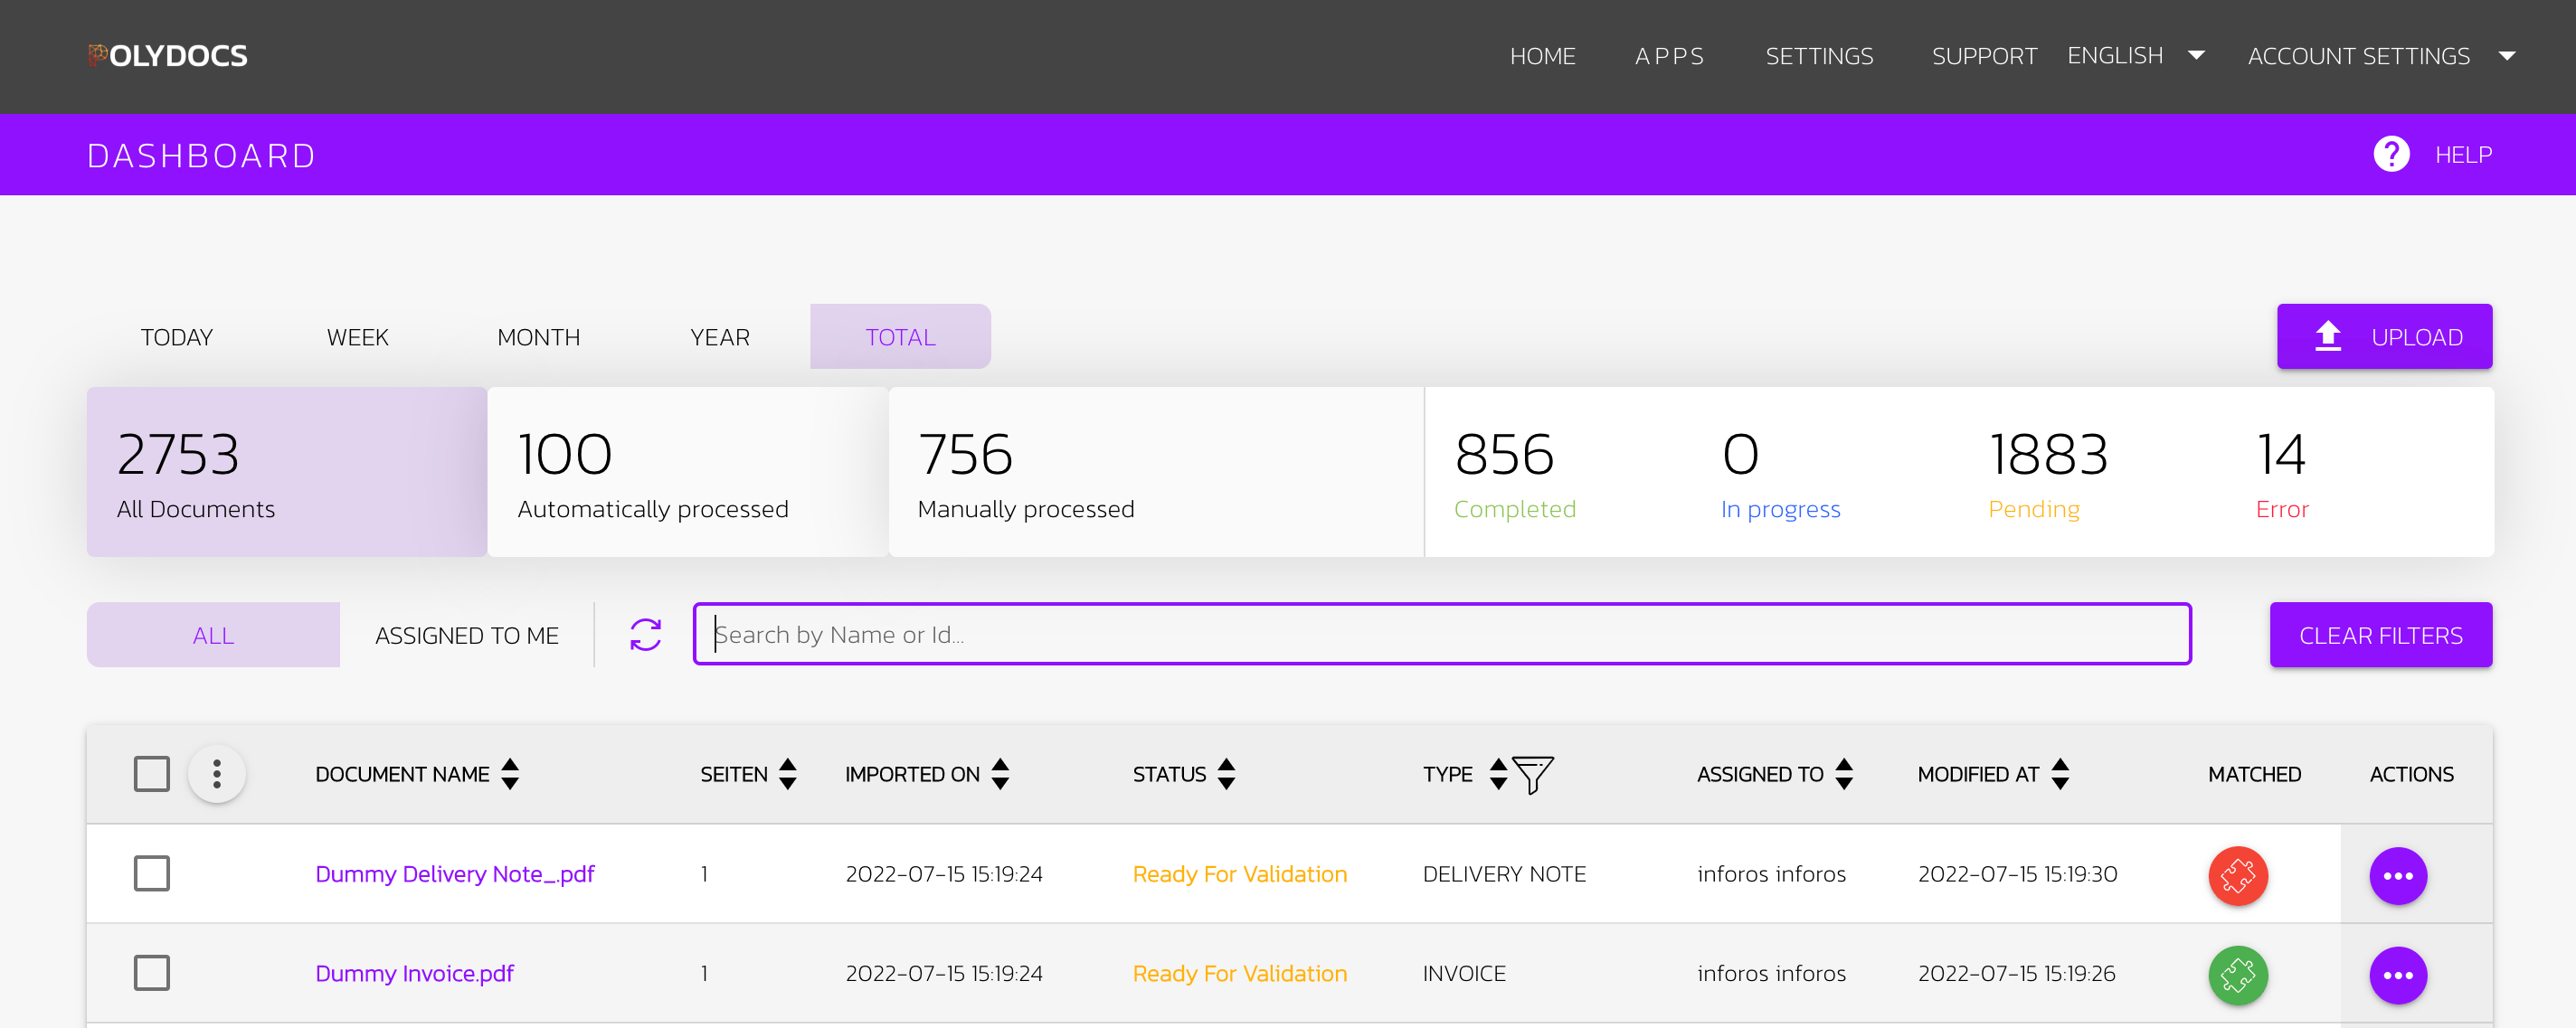 POLYDOCS HOME APPS SETTINGS SUPPORT ENGLISH ACCOUNT SETTINGS
DASHBOARD HELP
TODAY WEEK MONTH YEAR TOTAL UPLOAD
2753 100 756 856 0 1883 14
All Documents Automatically processed Manually processed Completed In progress Pending Error
ALL ASSIGNED TO ME Search by Name or Id... CLEAR FILTERS
DOCUMENT NAME SEITEN IMPORTED ON STATUS TYPE ASSIGNED TO MODIFIED AT MATCHED ACTIONS
Dummy Delivery Note_.pdf 1 2022-07-15 15:19:24 Ready For Validation DELIVERY NOTE inforos inforos 2022-07-15 15:19:30
Dummy Invoice.pdf 1 2022-07-15 15:19:24 Ready For Validation INVOICE inforos inforos 2022-07-15 15:19:26